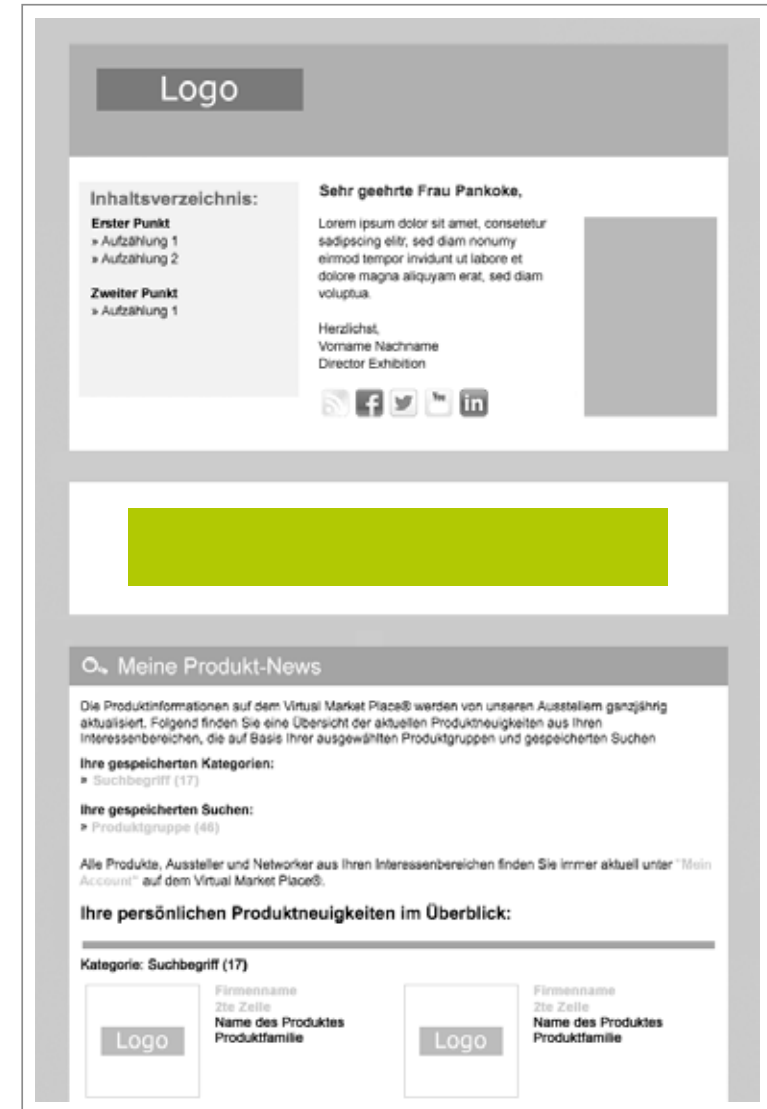 Logo
Inhaltsverzeichnis:
Erster Punkt
» Aufzählung 1
» Aufzählung 2
Zweiter Punkt
» Aufzählung 1
Sehr geehrte Frau Pankoke,
Lorem ipsum dolor sit amet, consetetur
sadipscing elitr, sed diam nonumy
eirmod tempor invidunt ut labore et
dolore magna aliquyam erat, sed diam
voluptua.
Herzlichst,
Vorname Nachname
Director Exhibition
f
You
in
Meine Produkt-News
Die Produktinformationen auf dem Virtual Market Place® werden von unseren Ausstellern ganzjährig
aktualisiert. Folgend finden Sie eine Übersicht der aktuellen Produktneuigkeiten aus Ihren
Interessenbereichen, die auf Basis Ihrer ausgewählten Produktgruppen und gespeicherten Suchen
Ihre gespeicherten Kategorien:
» Suchbegriff (17)
Ihre gespeicherten Suchen:
» Produktgruppe (46)
Alle Produkte, Aussteller und Networker aus Ihren Interessenbereichen finden Sie immer aktuell unter "Mein
Account" auf dem Virtual Market Place®.
Ihre persönlichen Produktneuigkeiten im Überblick:
Kategorie: Suchbegriff (17)
Logo
Firmenname
2te Zeile
Name des Produktes
Produktfamilie
Logo
Firmenname
2te Zeile
Name des Produktes
Produktfamilie